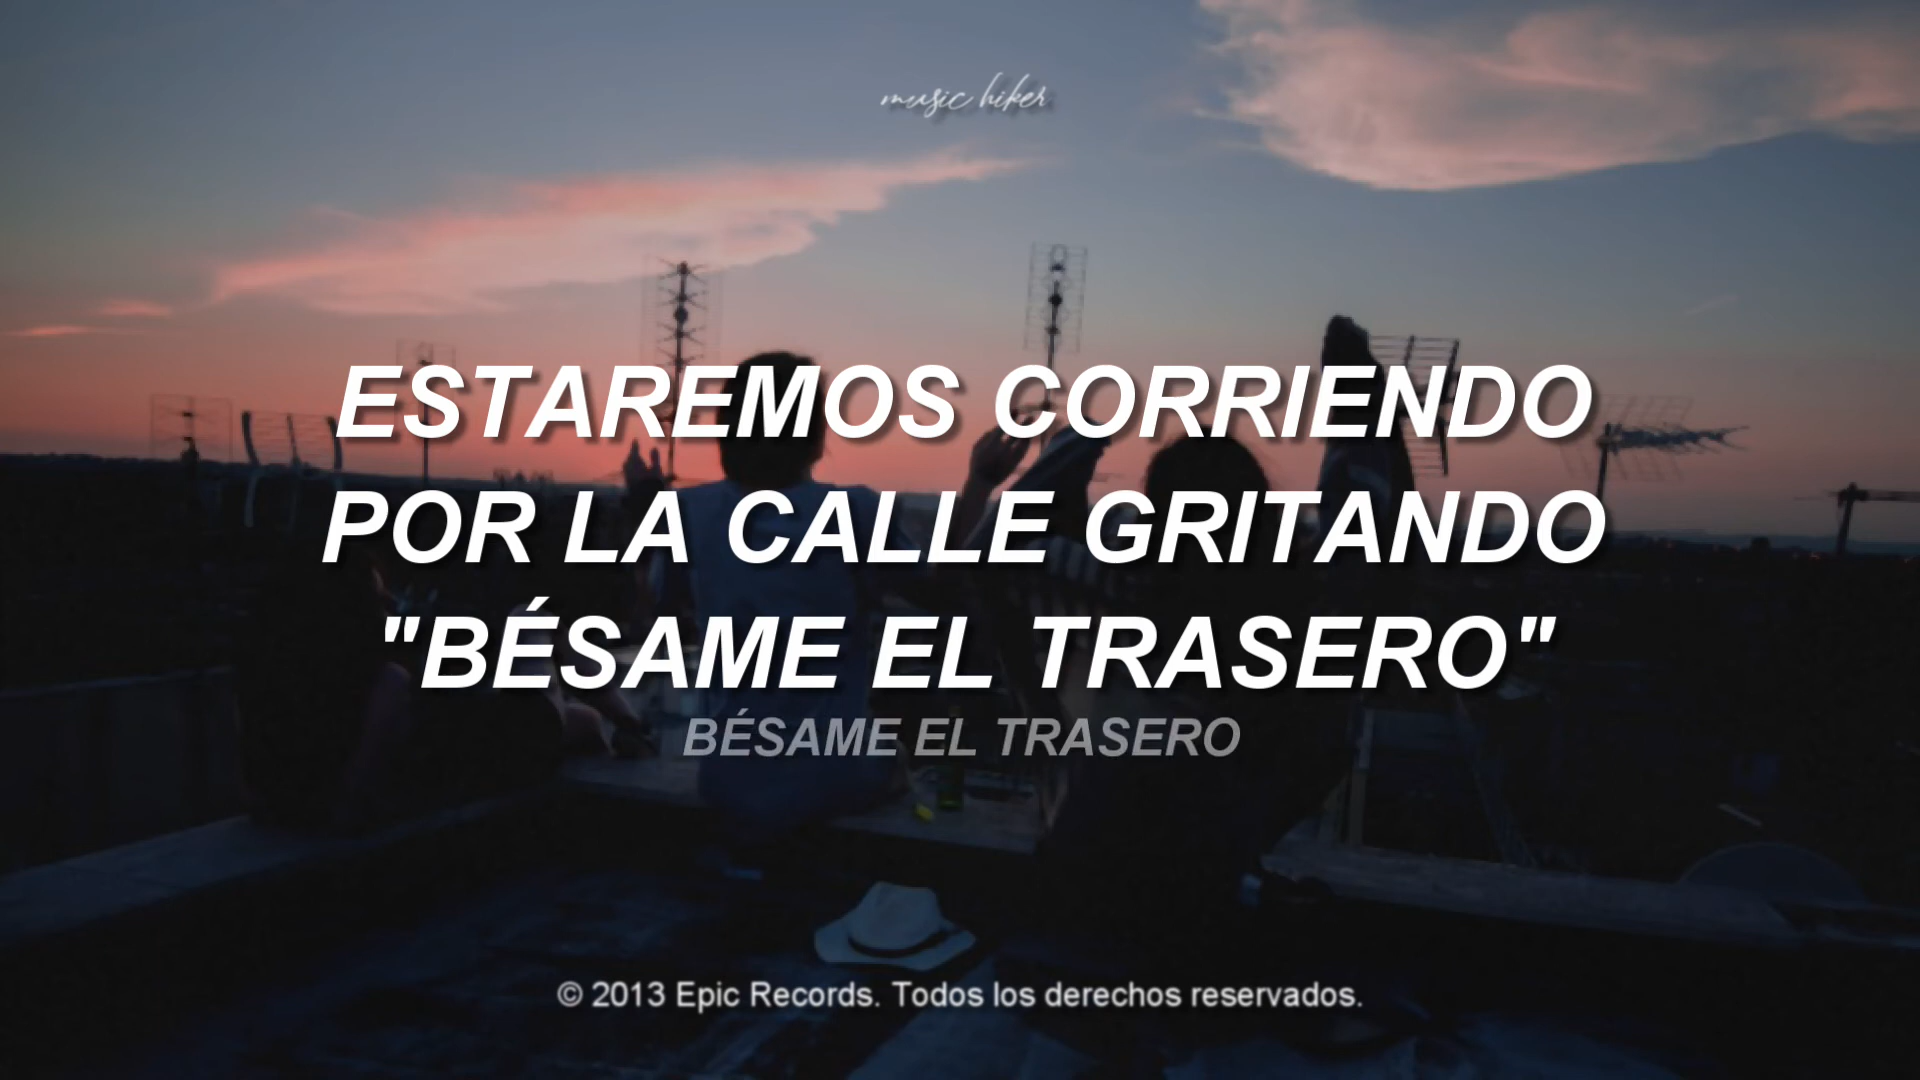 music hiker
ESTAREMOS CORRIENDO
POR LA CALLE GRITANDO
"BÉSAME EL TRASERO"
BÉSAME EL TRASERO
© 2013 Epic Records. Todos los derechos reservados.